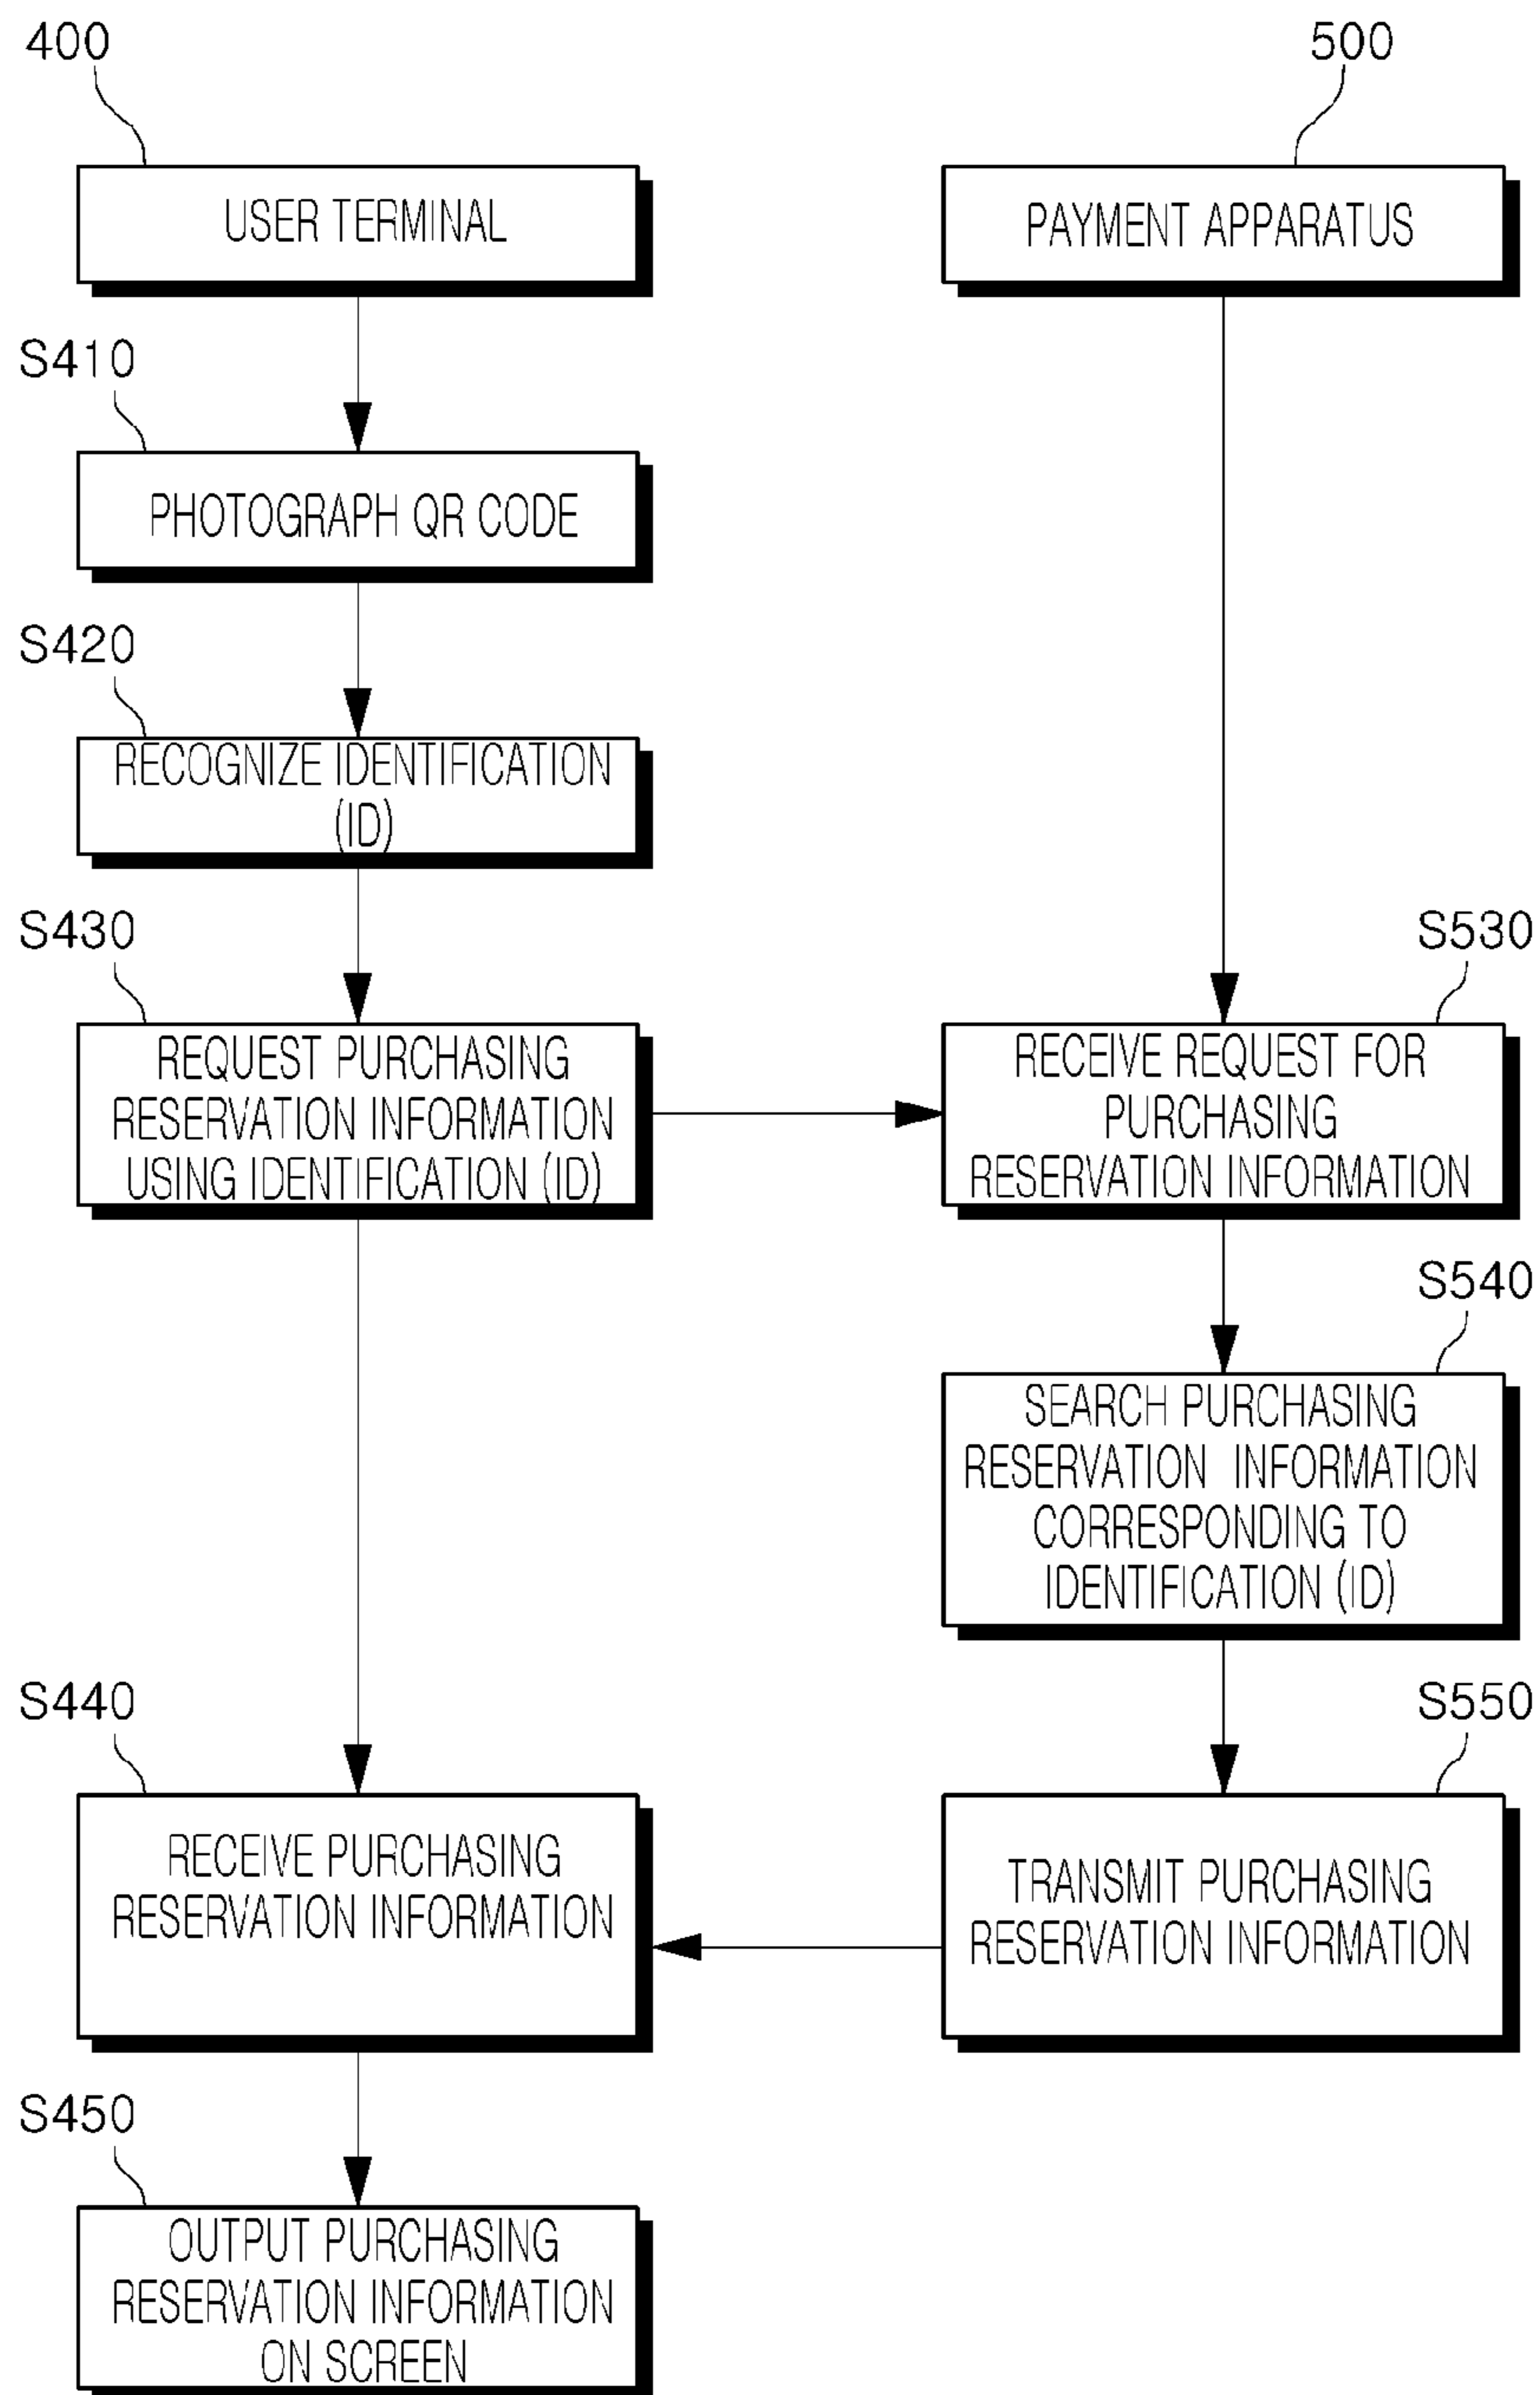 400
500
USER TERMINAL
PAYMENT APPARATUS
S410
PHOTOGRAPH QR CODE
S420
RECOGNIZE IDENTIFICATION
(ID)
S430
S530
REQUEST PURCHASING
RESERVATION INFORMATION
USING IDENTIFICATION (ID)
RECEIVE REQUEST FOR
PURCHASING
RESERVATION INFORMATION
S540
SEARCH PURCHASING
RESERVATION INFORMATION
CORRESPONDING TO
IDENTIFICATION (ID)
S440
S550
RECEIVE PURCHASING
RESERVATION INFORMATION
TRANSMIT PURCHASING
RESERVATION INFORMATION
S450
OUTPUT PURCHASING
RESERVATION INFORMATION
ON SCREEN